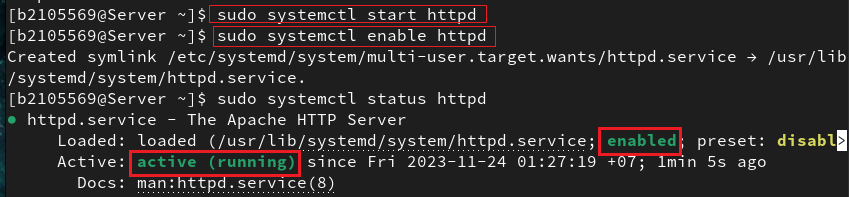 [b2105569@Server ~]$ sudo systemctl start httpd
[b2105569@Server ~]$ sudo systemctl enable httpd
Created symlink /etc/systemd/system/multi-user.target.wants/httpd.service → /usr/lib
/systemd/system/httpd.service.
[b2105569@Server ~]$ sudo systemctl status httpd
● httpd.service - The Apache HTTP Server
Loaded: loaded (/usr/lib/systemd/system/httpd.service; enabled; preset: disabl>
Active: active (running) since Fri 2023-11-24 01:27:19 +07; 1min 5s ago
Docs: man:httpd.service(8)